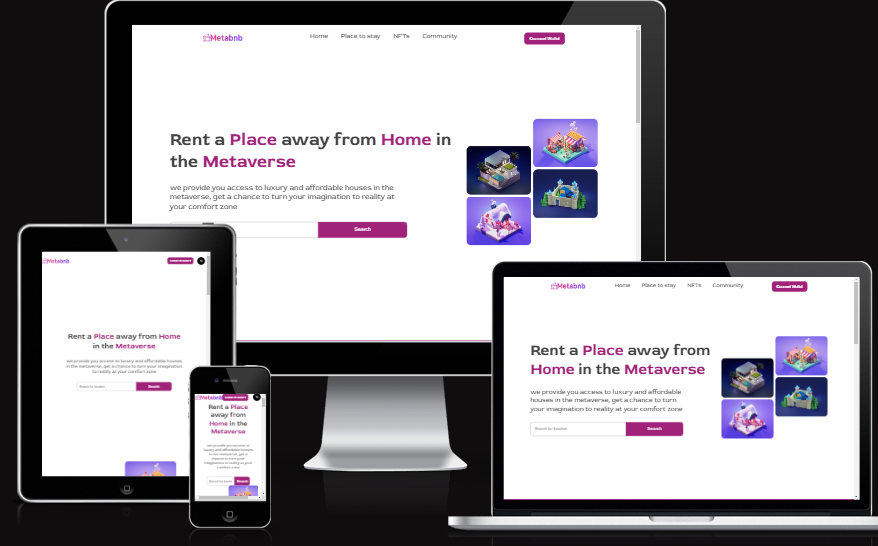 Metabnb
Home Place to stay NFTs Community
Connect Wallet
Rent a Place away from Home in
the Metaverse
we provide you access to luxury and affordable houses in the
metaverse, get a chance to turn your imagination to reality at
your comfort zone
Search
Metabnb
Rent a Place away from Home
in the Metaverse
we provide you access to luxury and affordable houses
in the metaverse, get a chance to turn your imagination
to reality at your comfort zone
Search for location
Search
Metabnb
Rent a Place
away from
Home in the
Metaverse
we provide you access to
luxury and affordable houses
in the metaverse, get a
chance to turn your
imagination to reality at your
comfort zone
Search
Metabnb
Home Place to stay NFTs Community
Connect Wallet
Rent a Place away from
Home in the Metaverse
we provide you access to luxury and affordable
houses in the metaverse, get a chance to turn
your imagination to reality at your comfort zone
Search for location
Search